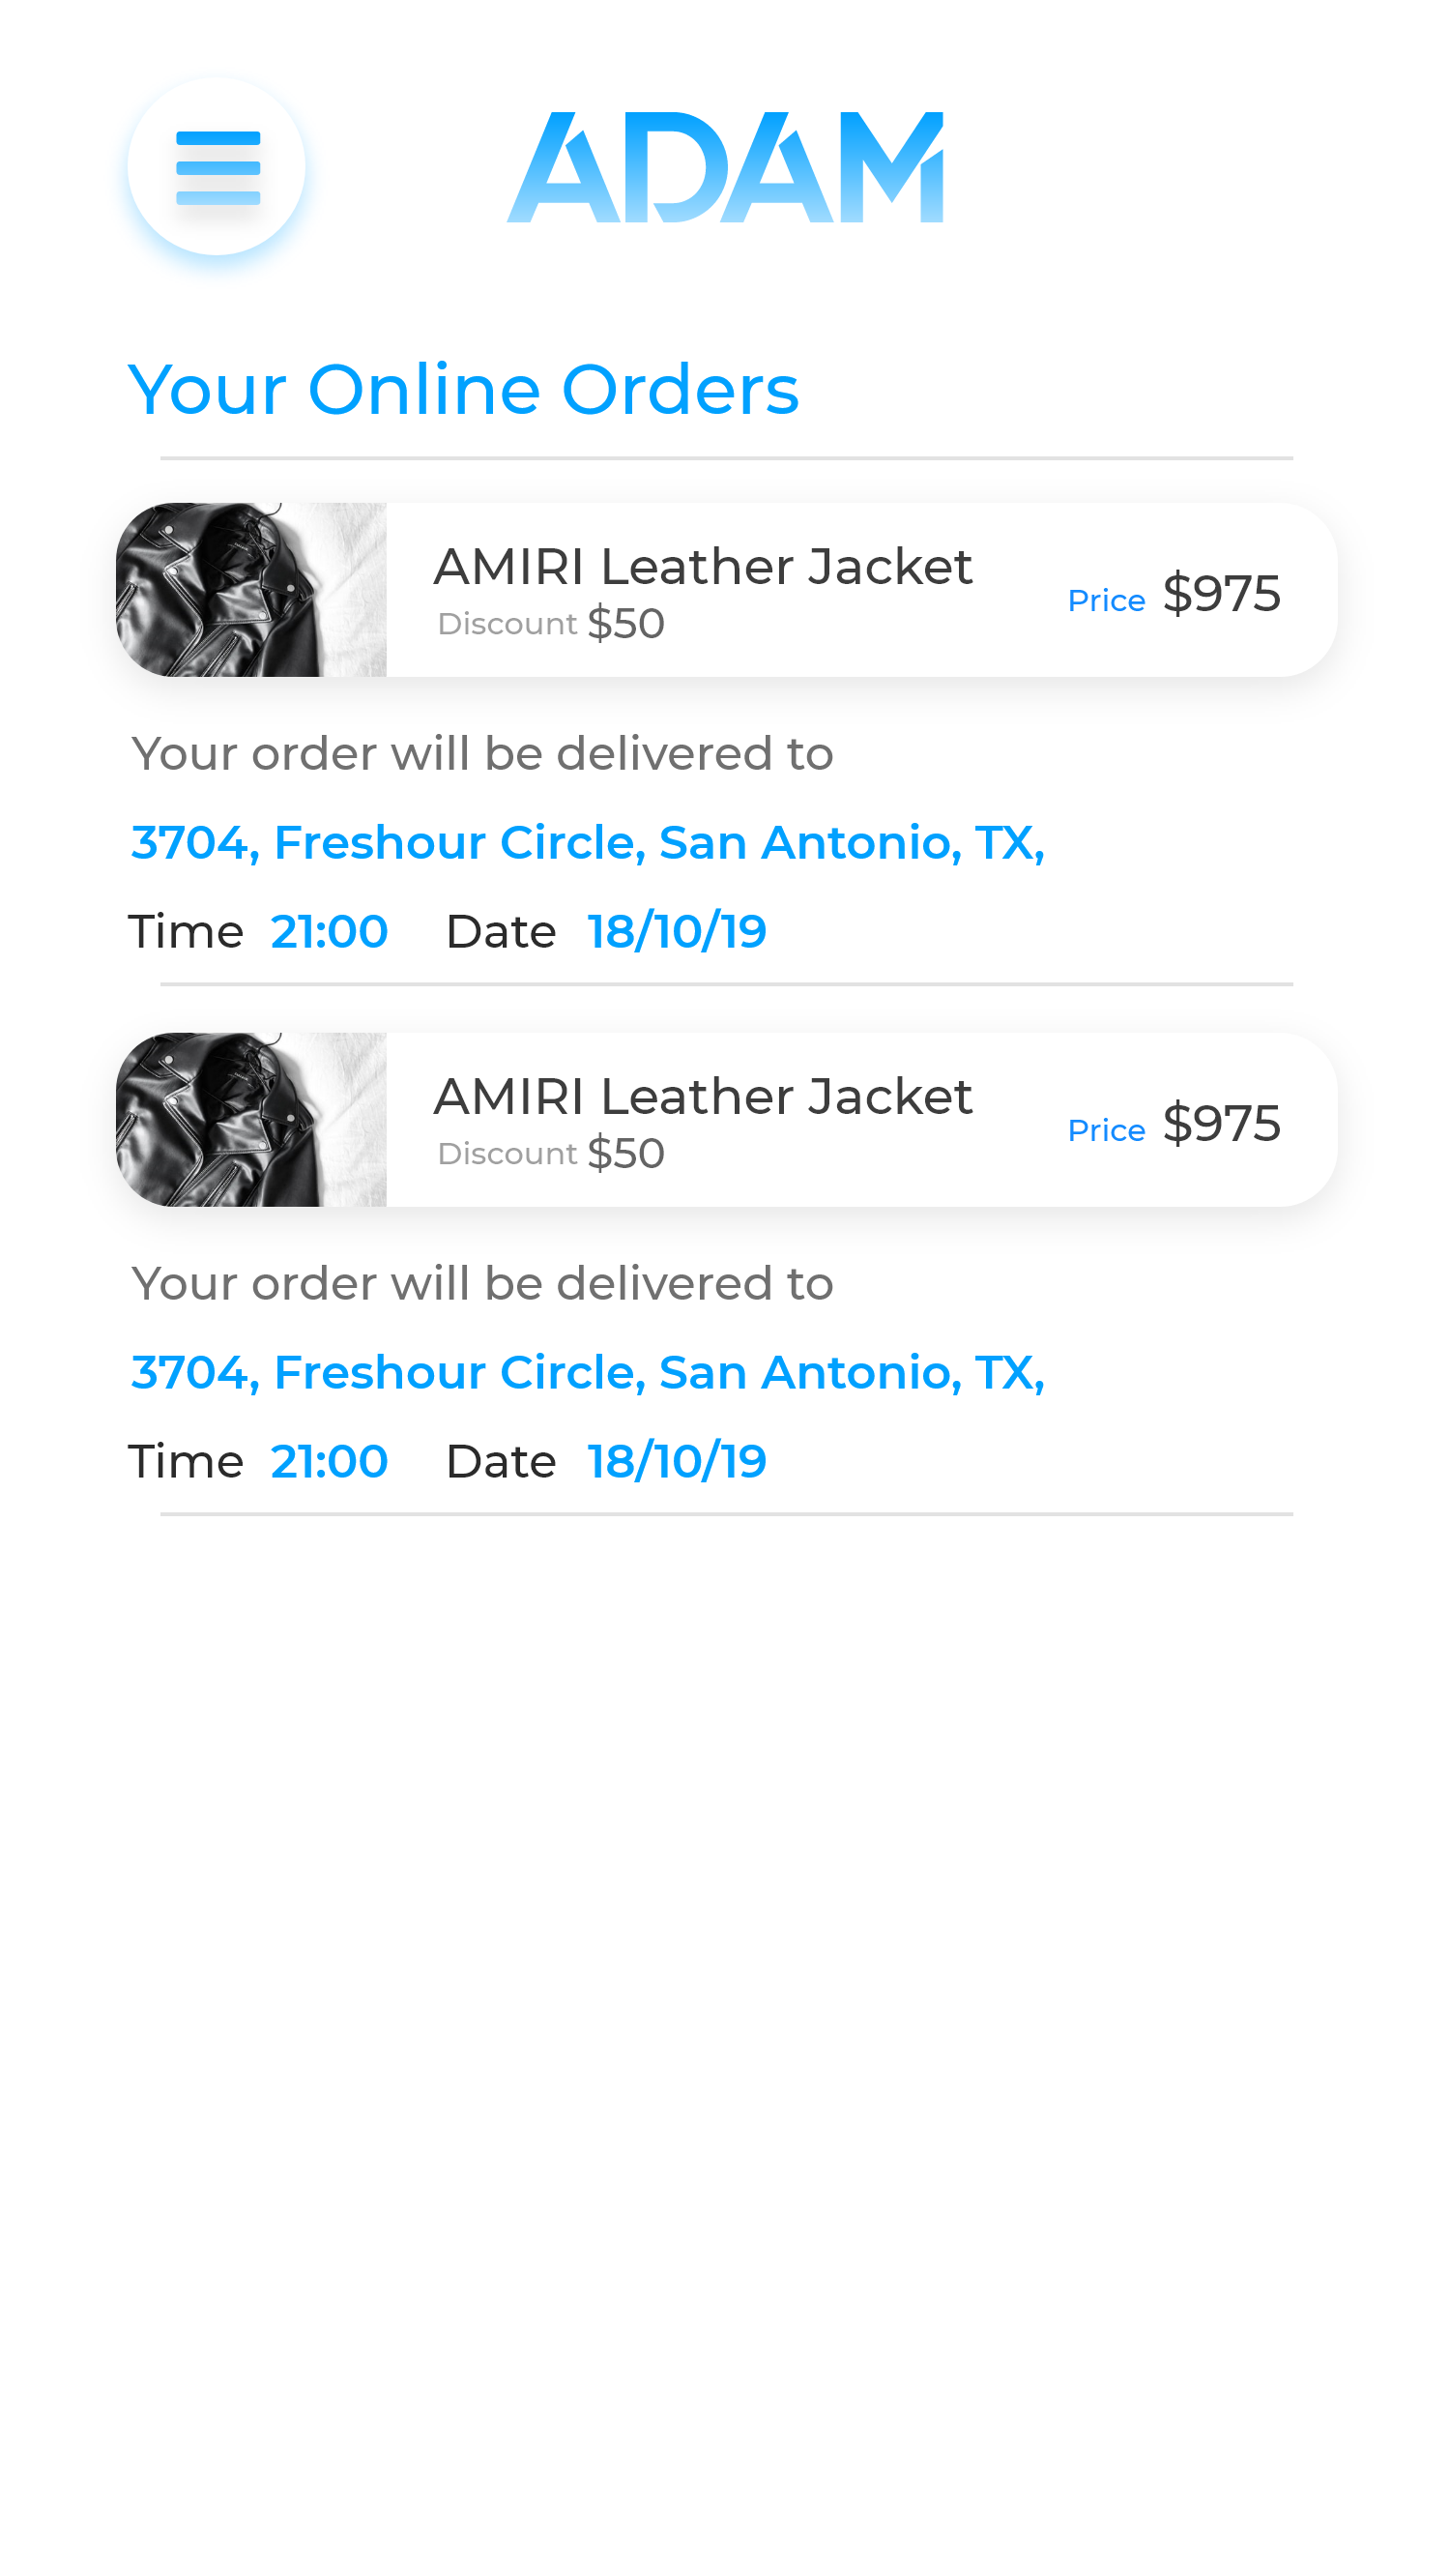 ADAM
Your Online Orders
AMIRI Leather Jacket
Discount $50
Price $975
Your order will be delivered to
3704, Freshour Circle, San Antonio, TX,
Time 21:00 Date 18/10/19
AMIRI Leather Jacket
Discount $50
Price $975
Your order will be delivered to
3704, Freshour Circle, San Antonio, TX,
Time 21:00 Date 18/10/19